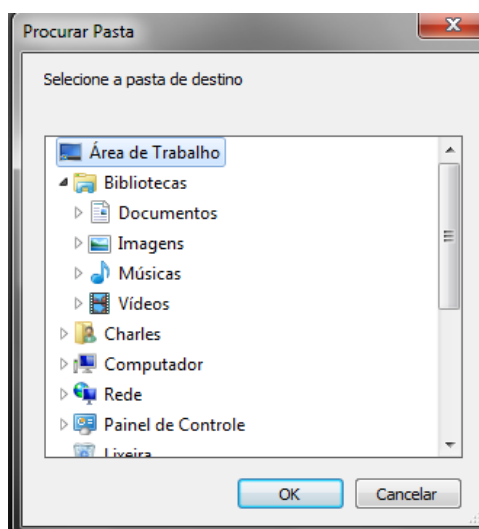 Procurar Pasta
Selecione a pasta de destino
Área de Trabalho
Bibliotecas
Documentos
Imagens
Músicas
Vídeos
Charles
Computador
Rede
Painel de Controle
Lixeira
OK Cancelar